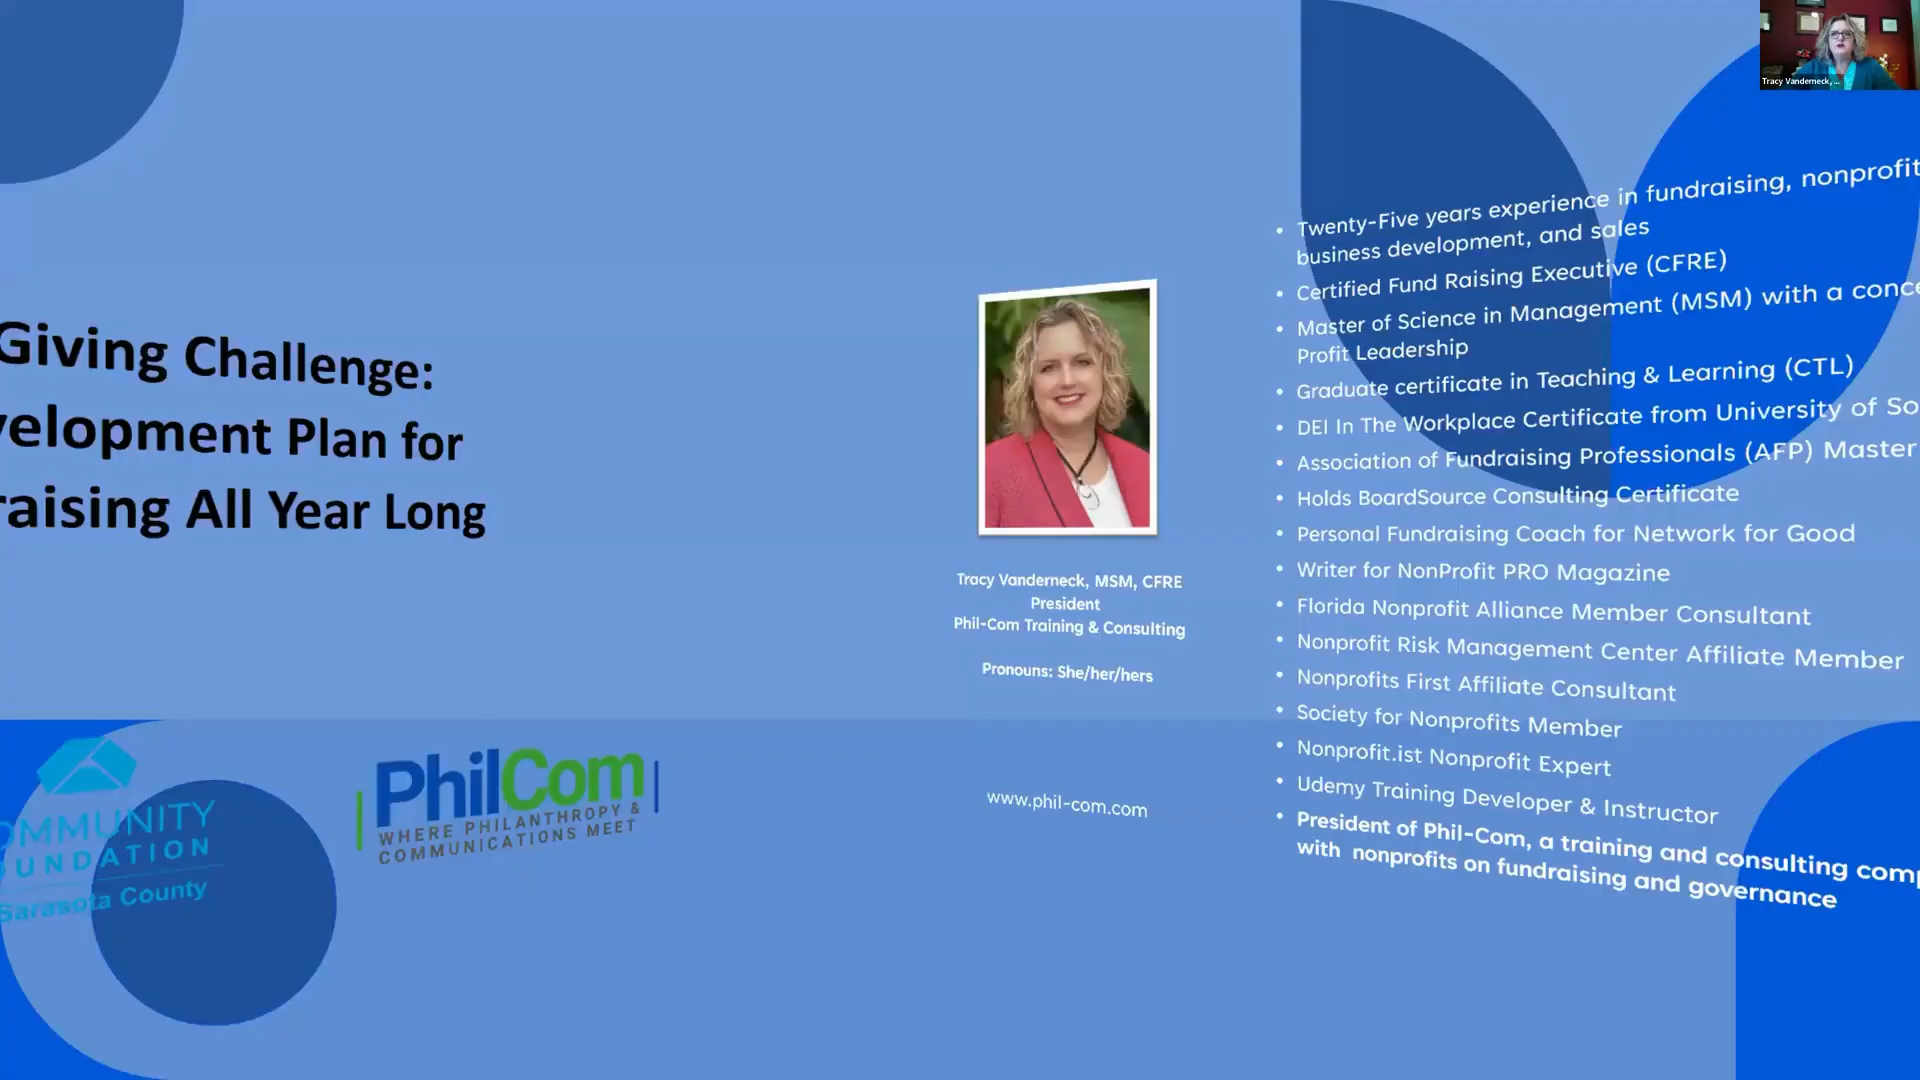 Giving Challenge:
velopment Plan for
raising All Year Long
OMMUNITY
OUNDATION
Sarasota County
PhilCom
WHERE PHILANTHROPY &
COMMUNICATIONS MEET
Tracy Vanderneck, MSM, CFRE
President
Phil-Com Training & Consulting
Pronouns: She/her/hers
www.phil-com.com
• Twenty-Five years experience in fundraising, nonprofit
business development, and sales
• Certified Fund Raising Executive (CFRE)
• Master of Science in Management (MSM) with a conce
Profit Leadership
• Graduate certificate in Teaching & Learning (CTL)
• DEI In The Workplace Certificate from University of So
• Association of Fundraising Professionals (AFP) Master
• Holds BoardSource Consulting Certificate
• Personal Fundraising Coach for Network for Good
• Writer for NonProfit PRO Magazine
• Florida Nonprofit Alliance Member Consultant
• Nonprofit Risk Management Center Affiliate Member
• Nonprofits First Affiliate Consultant
• Society for Nonprofits Member
• Nonprofit.ist Nonprofit Expert
• Udemy Training Developer & Instructor
• President of Phil-Com, a training and consulting comp
with nonprofits on fundraising and governance
Tracy Vanderneck, ...